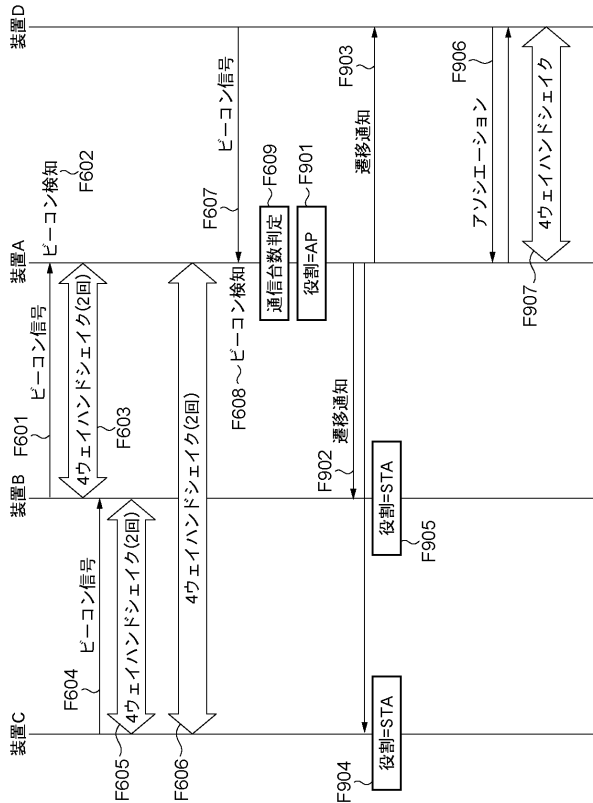 装置C
装置B
装置A
装置D
F601
ビーコン信号
ビーコン検知
F602
4ウェイハンドシェイク(2回)
F603
F604
ビーコン信号
4ウェイハンドシェイク(2回)
F605
4ウェイハンドシェイク(2回)
F606
F607
ビーコン信号
F608
ビーコン検知
通信台数判定
F609
役割=AP
F901
F902
遷移通知
遷移通知
F903
役割=STA
F904
役割=STA
F905
アソシエーション
F906
4ウェイハンドシェイク
F907